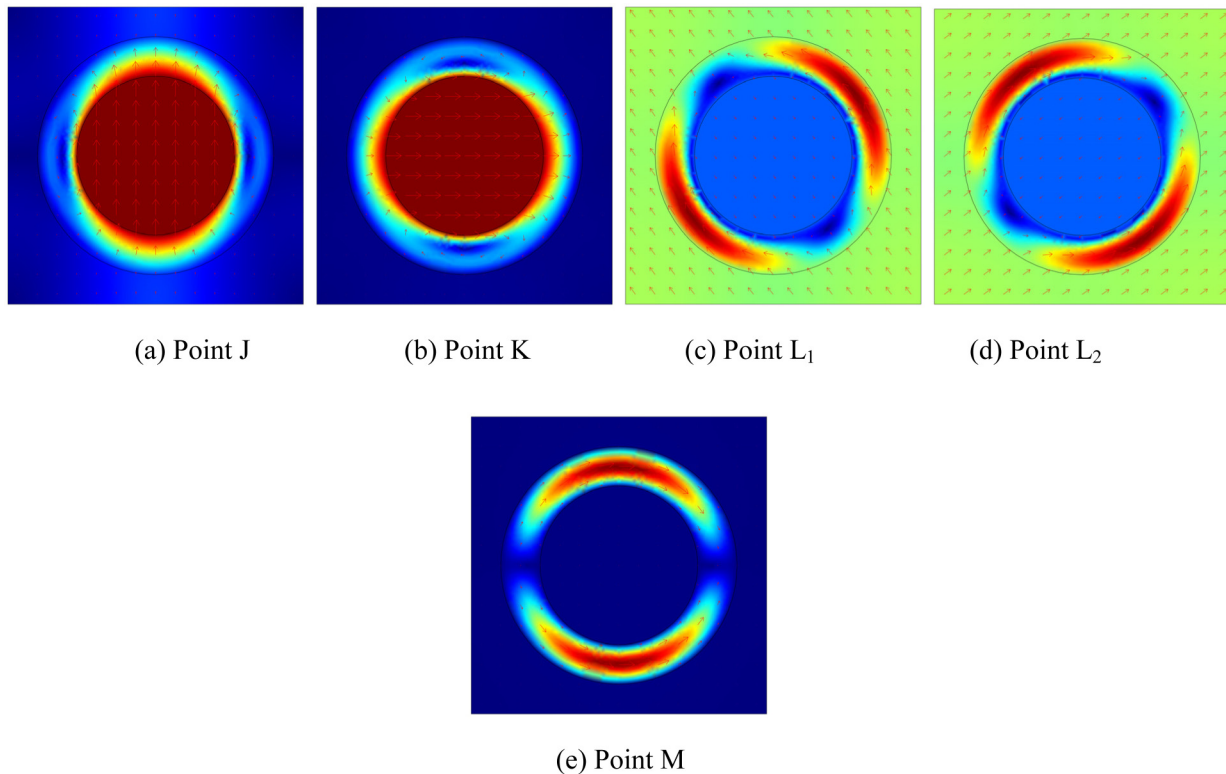 (a) Point J
(b) Point K
(c) Point L₁
(d) Point L₂
(e) Point M